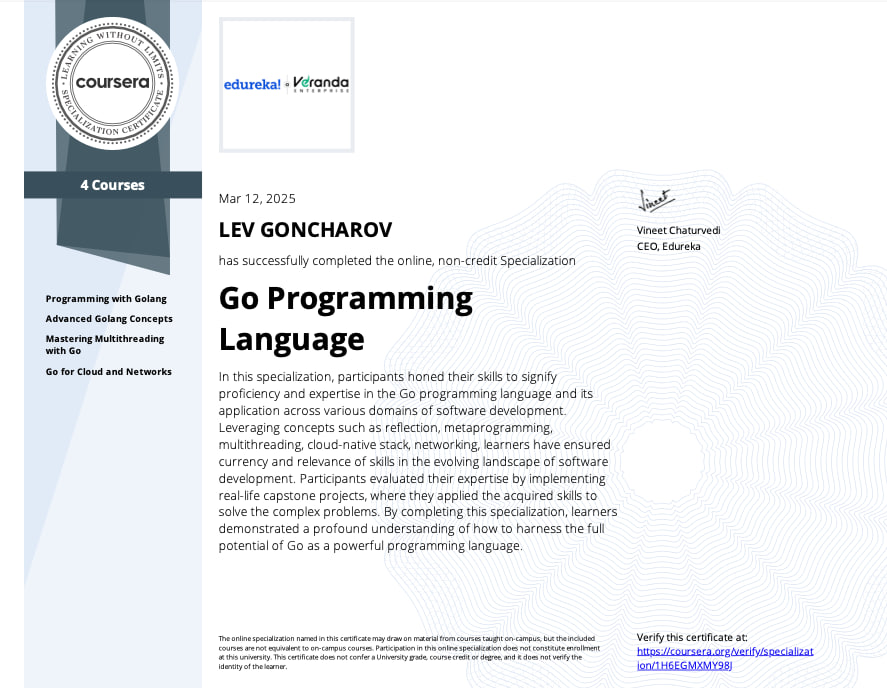 LEARNING WITHOUT LIMITS
coursera
SPECIALIZATION CERTIFICATE
4 Courses
Programming with Golang
Advanced Golang Concepts
Mastering Multithreading
with Go
Go for Cloud and Networks
edureka!
Veranda
ENTERPRISE
Mar 12, 2025
LEV GONCHAROV
has successfully completed the online, non-credit Specialization
Go Programming
Language
In this specialization, participants honed their skills to signify
proficiency and expertise in the Go programming language and its
application across various domains of software development.
Leveraging concepts such as reflection, metaprogramming,
multithreading, cloud-native stack, networking, learners have ensured
currency and relevance of skills in the evolving landscape of software
development. Participants evaluated their expertise by implementing
real-life capstone projects, where they applied the acquired skills to
solve the complex problems. By completing this specialization, learners
demonstrated a profound understanding of how to harness the full
potential of Go as a powerful programming language.
Vineet
Vineet Chaturvedi
CEO, Edureka
The online specialization named in this certificate may draw on material from courses taught on-campus, but the included
courses are not equivalent to on-campus courses. Participation in this online specialization does not constitute enrollment
at this university. This certificate does not confer a University grade, course credit or degree, and it does not verify the
identity of the learner.
Verify this certificate at:
https://coursera.org/verify/specializat
ion/1H6EGMXMY98J